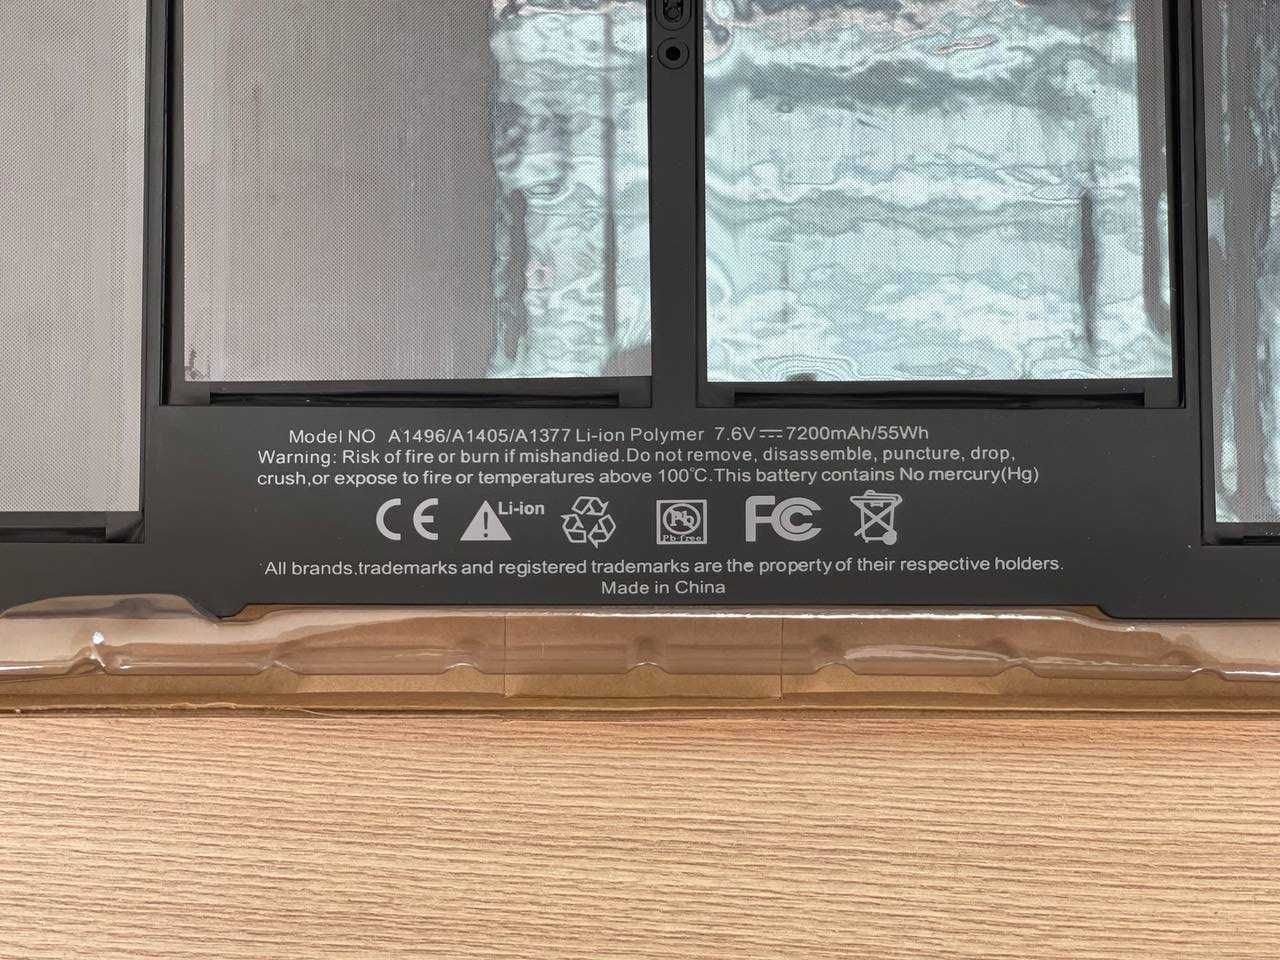 Model NO A1496/A1405/A1377 Li-ion Polymer 7.6V⎓7200mAh/55Wh
Warning: Risk of fire or burn if mishandied.Do not remove, disassemble, puncture, drop,
crush,or expose to fire or temperatures above 100℃.This battery contains No mercury(Hg)
CE Li-ion Pb Pb free FC
All brands,trademarks and registered trademarks are the property of their respective holders.
Made in China